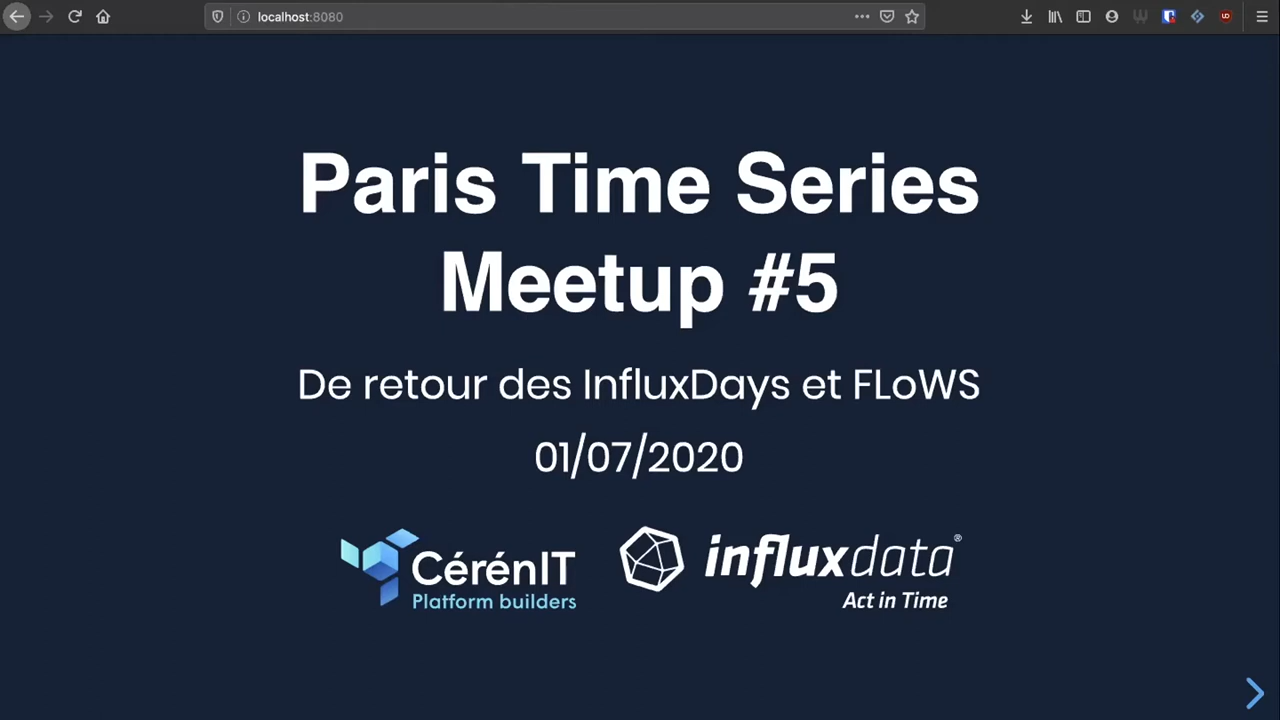 localhost:8080
Paris Time Series
Meetup #5
De retour des InfluxDays et FLoWS
01/07/2020
CérénIT
Platform builders
influxdata®
Act in Time